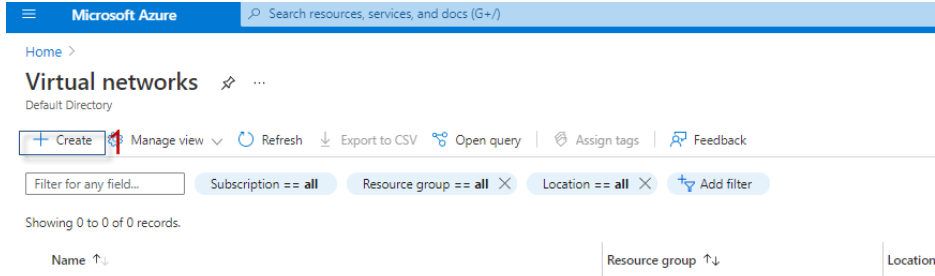 Microsoft Azure Search resources, services, and docs (G+/)
Home >
Virtual networks ...
Default Directory
+ Create 1 Manage view Refresh Export to CSV Open query Assign tags Feedback
Filter for any field... Subscription == all Resource group == all Location == all Add filter
Showing 0 to 0 of 0 records.
Name ↑↓ Resource group ↑↓ Location